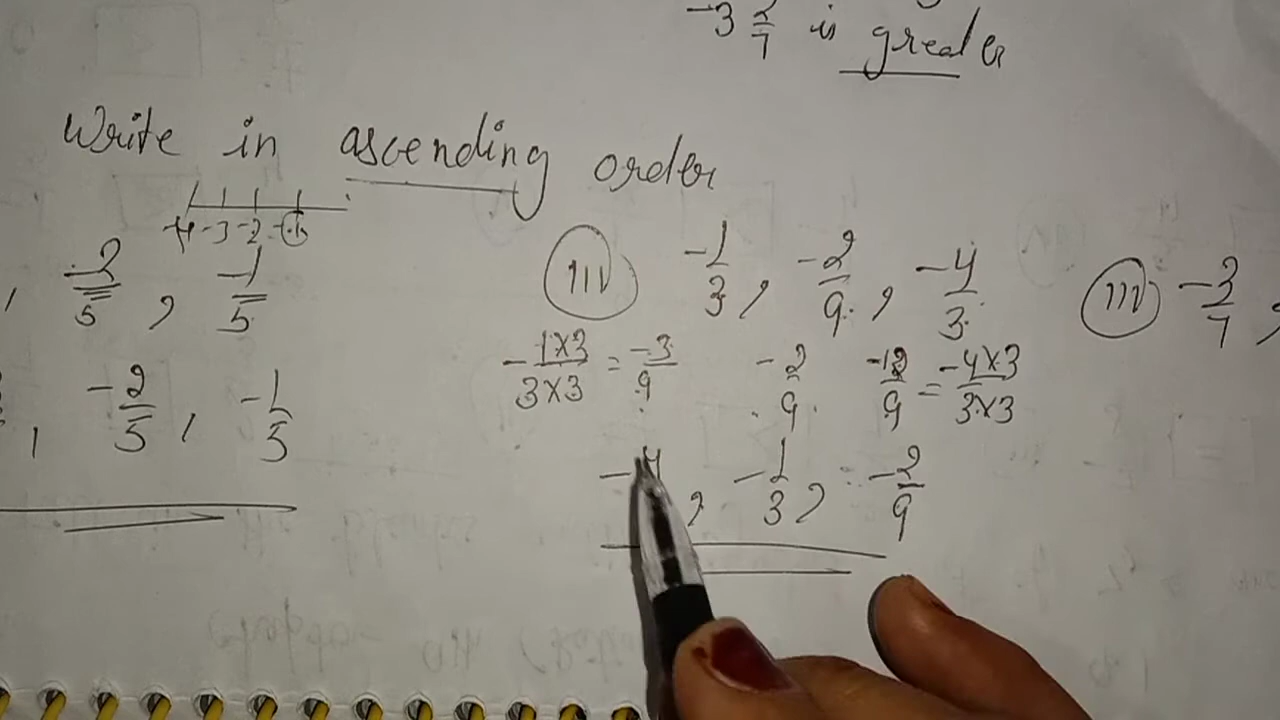 -3 2/7 is greater
Write in ascending order
-4 -3 -2 -1
, -2/5 , -1/5 (iii) -1/3 , -2/9 , -4/3 (iii) -3/7 ,
-1×3/3×3 = -3/9 -2/9 -12/9 = -4×3/3×3
, -2/5 , -1/5
-4 , -1/3 , -2/9